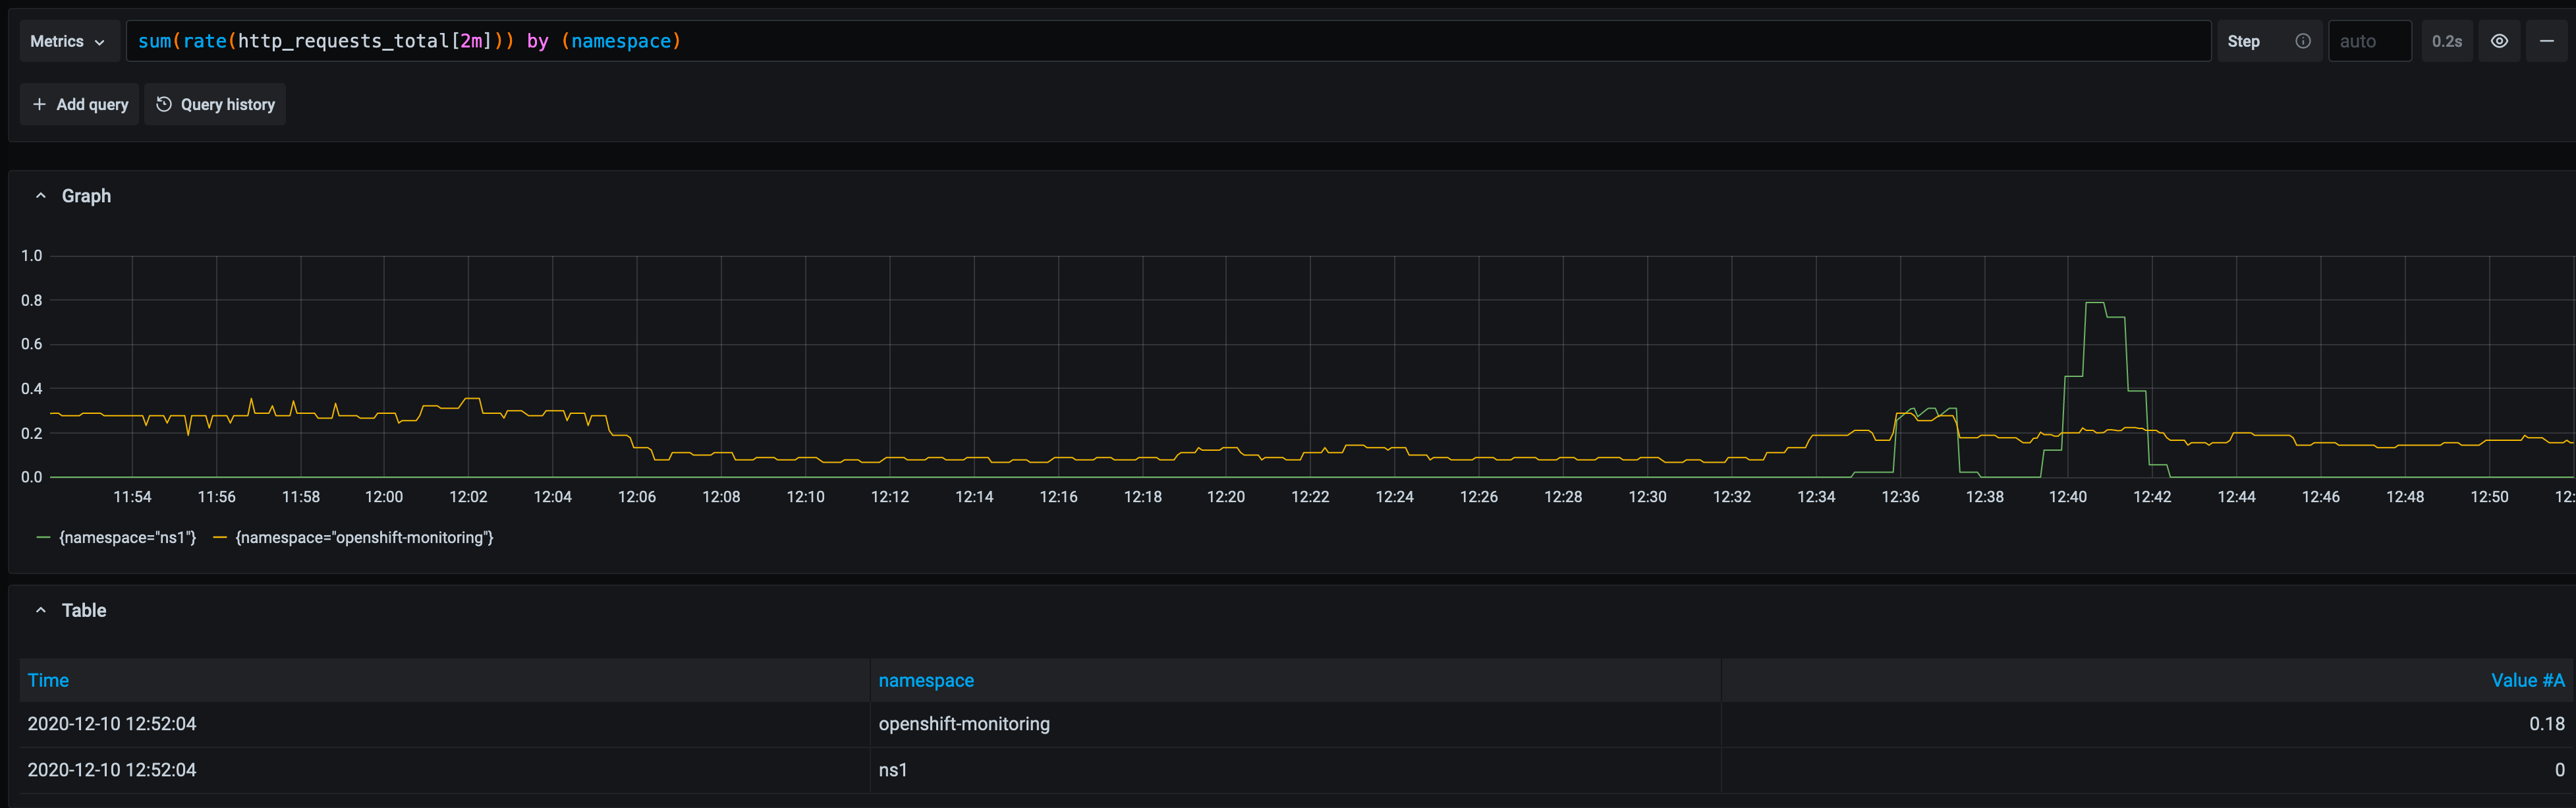 Metrics sum(rate(http_requests_total[2m])) by (namespace) Step auto 0.2s
+ Add query Query history
Graph
1.0
0.8
0.6
0.4
0.2
0.0
11:54 11:56 11:58 12:00 12:02 12:04 12:06 12:08 12:10 12:12 12:14 12:16 12:18 12:20 12:22 12:24 12:26 12:28 12:30 12:32 12:34 12:36 12:38 12:40 12:42 12:44 12:46 12:48 12:50 12:
{namespace="ns1"} {namespace="openshift-monitoring"}
Table
Time namespace Value #A
2020-12-10 12:52:04 openshift-monitoring 0.18
2020-12-10 12:52:04 ns1 0